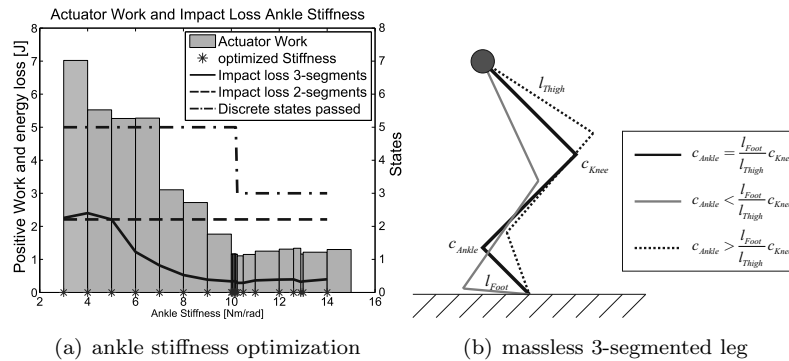 Actuator Work and Impact Loss Ankle Stiffness
Positive Work and energy loss [J]
8
7
6
5
4
3
2
1
0
Actuator Work
optimized Stiffness
Impact loss 3-segments
Impact loss 2-segments
Discrete states passed
8
7
6
5
4
3
2
1
0
States
2 4 6 8 10 12 14 16
Ankle Stiffness [Nm/rad]
(a) ankle stiffness optimization
l_Thigh
c_Knee
c_Ankle
l_Foot
c_Ankle = l_Foot / l_Thigh c_Knee
c_Ankle < l_Foot / l_Thigh c_Knee
c_Ankle > l_Foot / l_Thigh c_Knee
(b) massless 3-segmented leg